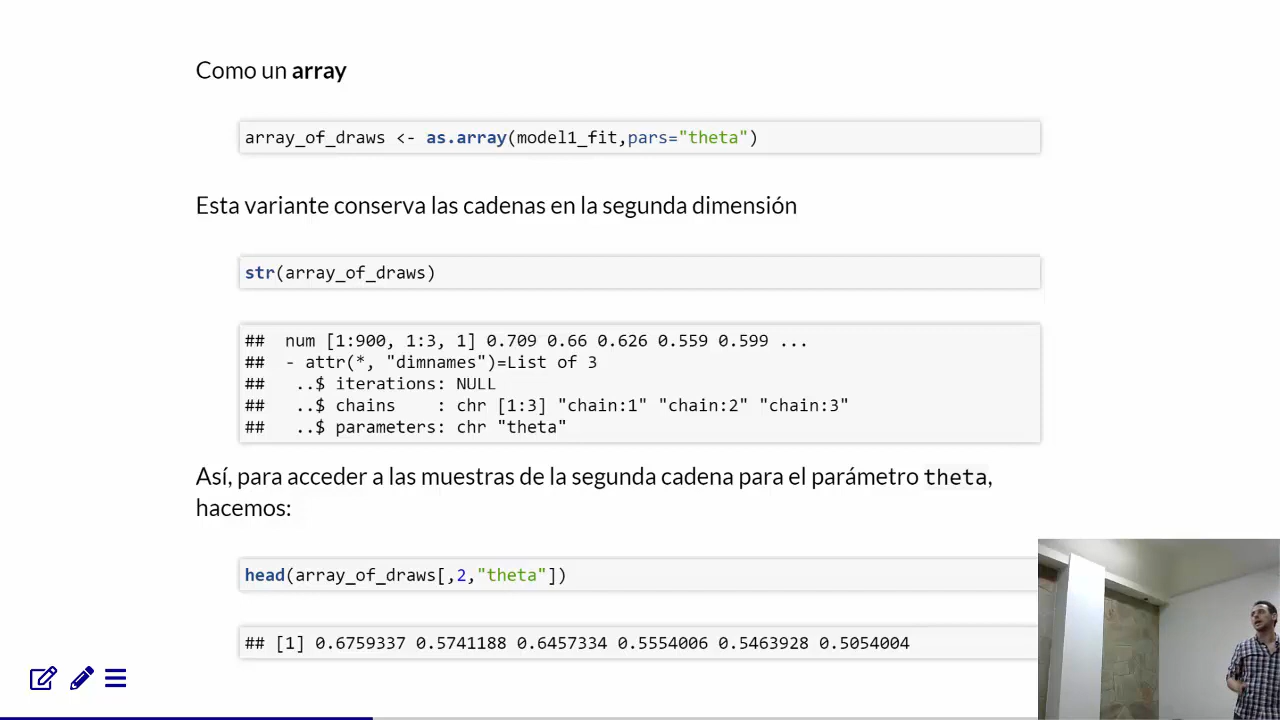 Como un array
array_of_draws <- as.array(model1_fit,pars="theta")
Esta variante conserva las cadenas en la segunda dimensión
str(array_of_draws)
##  num [1:900, 1:3, 1] 0.709 0.66 0.626 0.559 0.599 ...
##  - attr(*, "dimnames")=List of 3
##   ..$ iterations: NULL
##   ..$ chains    : chr [1:3] "chain:1" "chain:2" "chain:3"
##   ..$ parameters: chr "theta"
Así, para acceder a las muestras de la segunda cadena para el parámetro theta,
hacemos:
head(array_of_draws[,2,"theta"])
## [1] 0.6759337 0.5741188 0.6457334 0.5554006 0.5463928 0.5054004